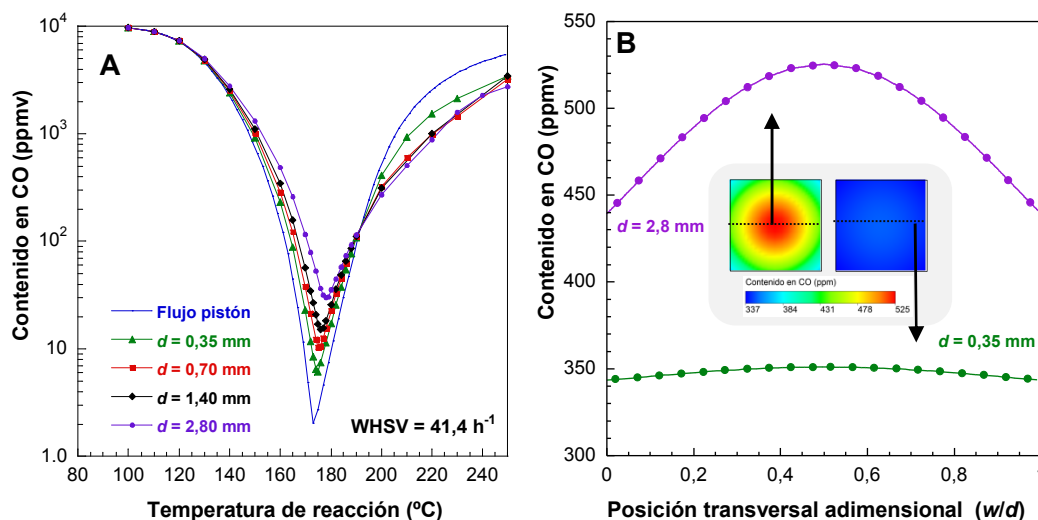 A
10⁴
10³
10²
10
1.0
100
120
140
160
180
200
220
240
Contenido en CO (ppmv)
Temperatura de reacción (ºC)
Flujo pistón
d = 0,35 mm
d = 0,70 mm
d = 1,40 mm
d = 2,80 mm
WHSV = 41,4 h⁻¹
B
550
500
450
400
350
300
0
0,2
0,4
0,6
0,8
1
Contenido en CO (ppmv)
Posición transversal adimensional (w/d)
d = 2,8 mm
Contenido en CO (ppm)
337 384 431 478 525
d = 0,35 mm